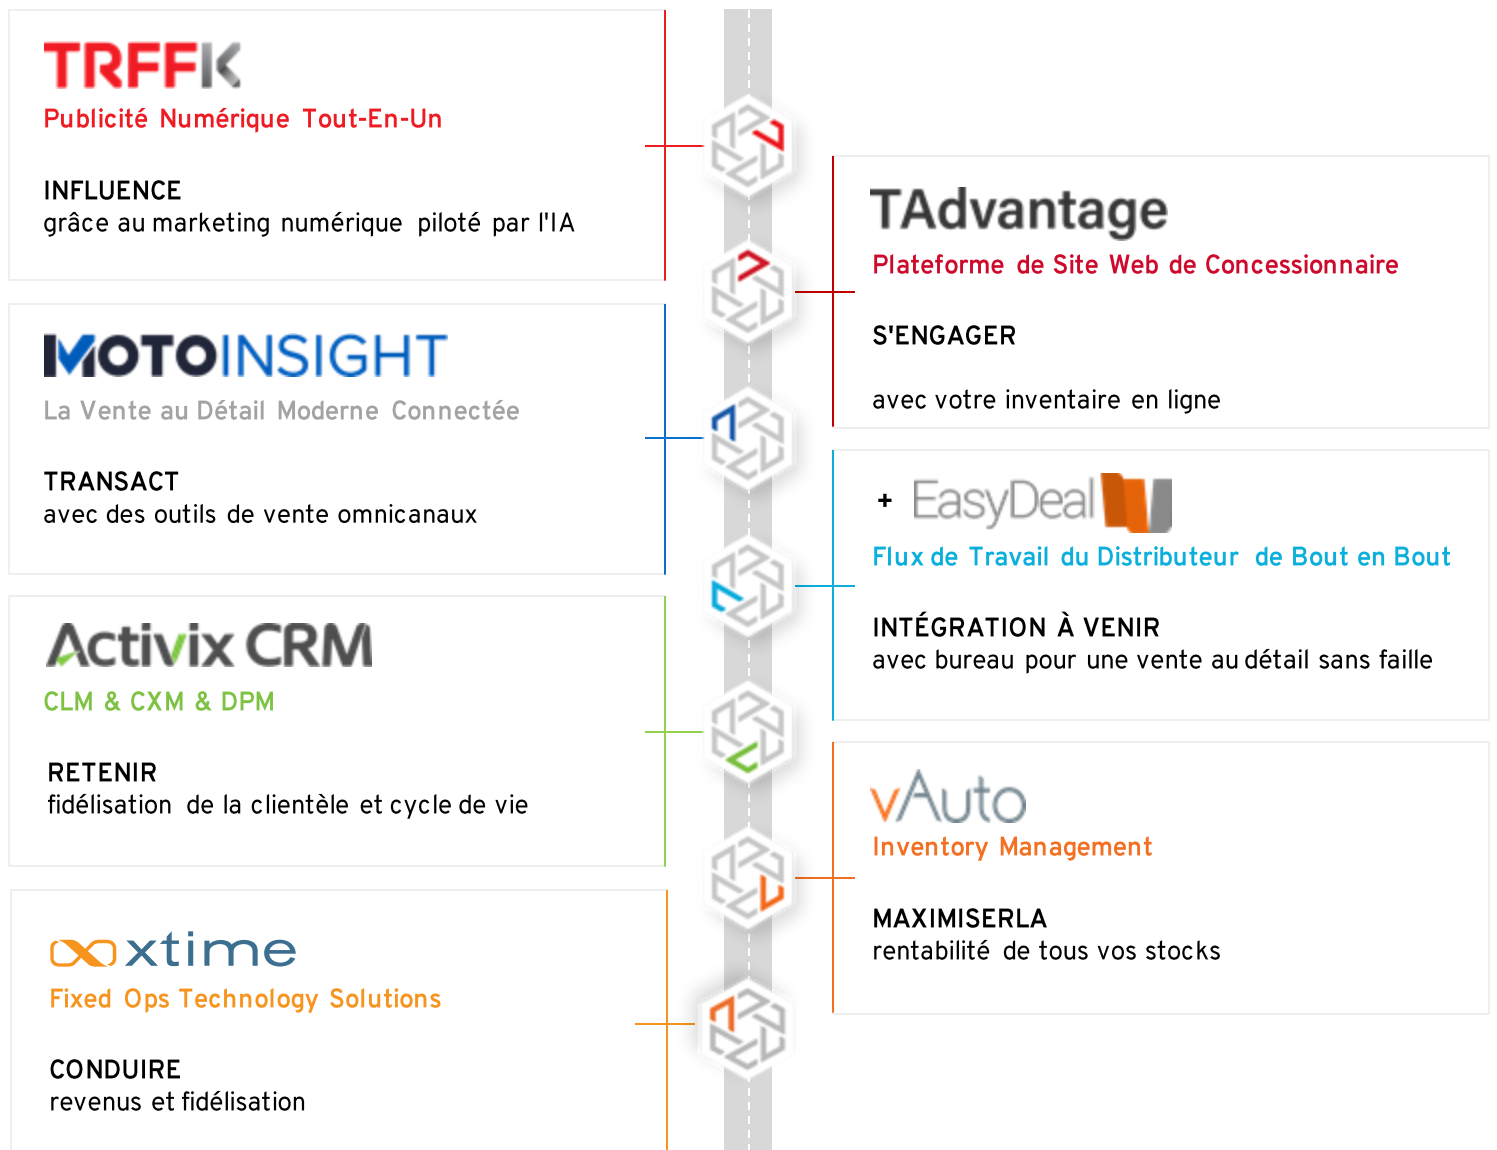 TRFFK
Publicité Numérique Tout-En-Un
INFLUENCE
grâce au marketing numérique piloté par l'IA
TAdvantage
Plateforme de Site Web de Concessionnaire
S'ENGAGER
avec votre inventaire en ligne
MOTOINSIGHT
La Vente au Détail Moderne Connectée
TRANSACT
avec des outils de vente omnicanaux
+ EasyDeal
Flux de Travail du Distributeur de Bout en Bout
INTÉGRATION À VENIR
avec bureau pour une vente au détail sans faille
Activix CRM
CLM & CXM & DPM
RETENIR
fidélisation de la clientèle et cycle de vie
vAuto
Inventory Management
MAXIMISERLA
rentabilité de tous vos stocks
xtime
Fixed Ops Technology Solutions
CONDUIRE
revenus et fidélisation